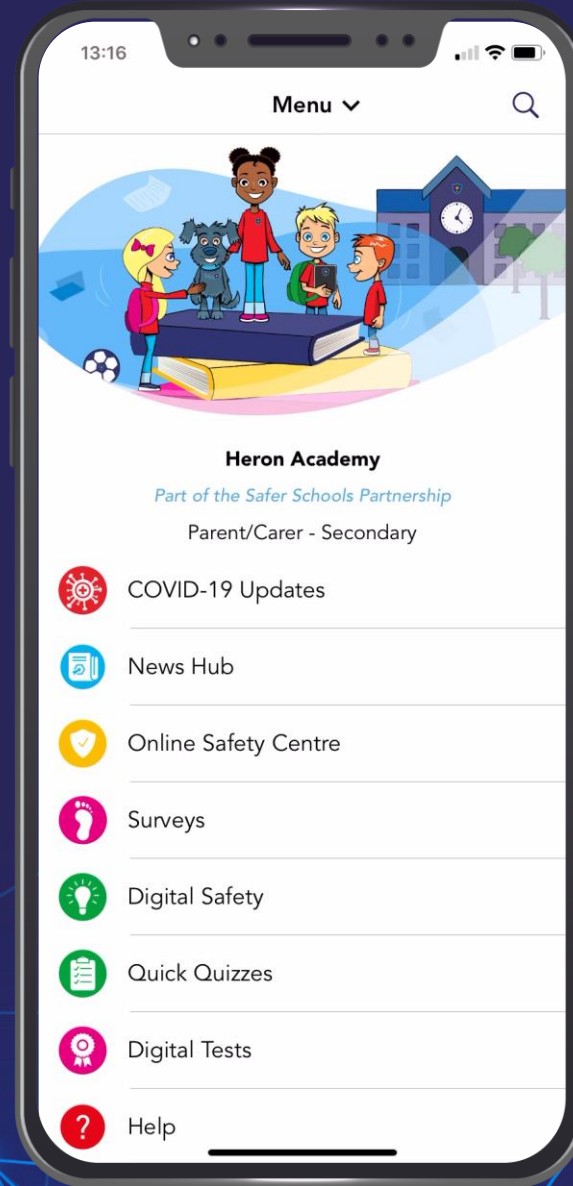 13:16
Menu
Heron Academy
Part of the Safer Schools Partnership
Parent/Carer - Secondary
COVID-19 Updates
News Hub
Online Safety Centre
Surveys
Digital Safety
Quick Quizzes
Digital Tests
?
Help